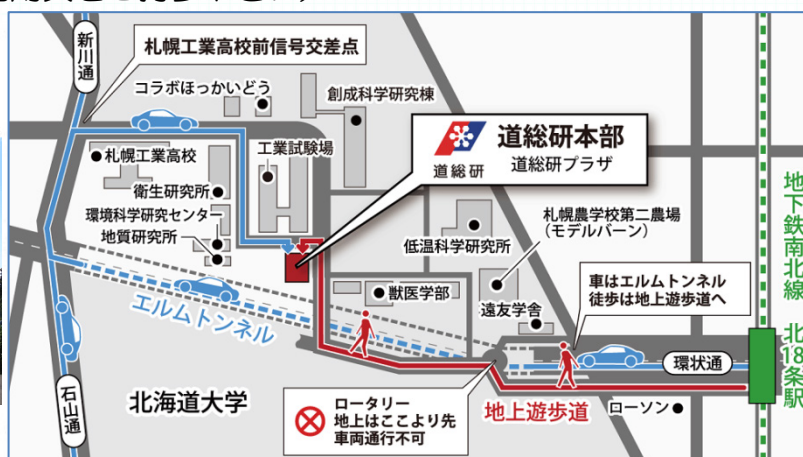 新川通
札幌工業高校前信号交差点
コラボほっかいどう
創成科学研究棟
札幌工業高校
工業試験場
衛生研究所
環境科学研究センター
地質研究所
道総研
道総研本部
道総研プラザ
低温科学研究所
札幌農学校第二農場
（モデルバーン）
獣医学部
遠友学舎
車はエルムトンネル
徒歩は地上遊歩道へ
エルムトンネル
地下鉄南北線 北18条駅
環状通
石山通
北海道大学
ロータリー
地上はここより先
車両通行不可
地上遊歩道
ローソン